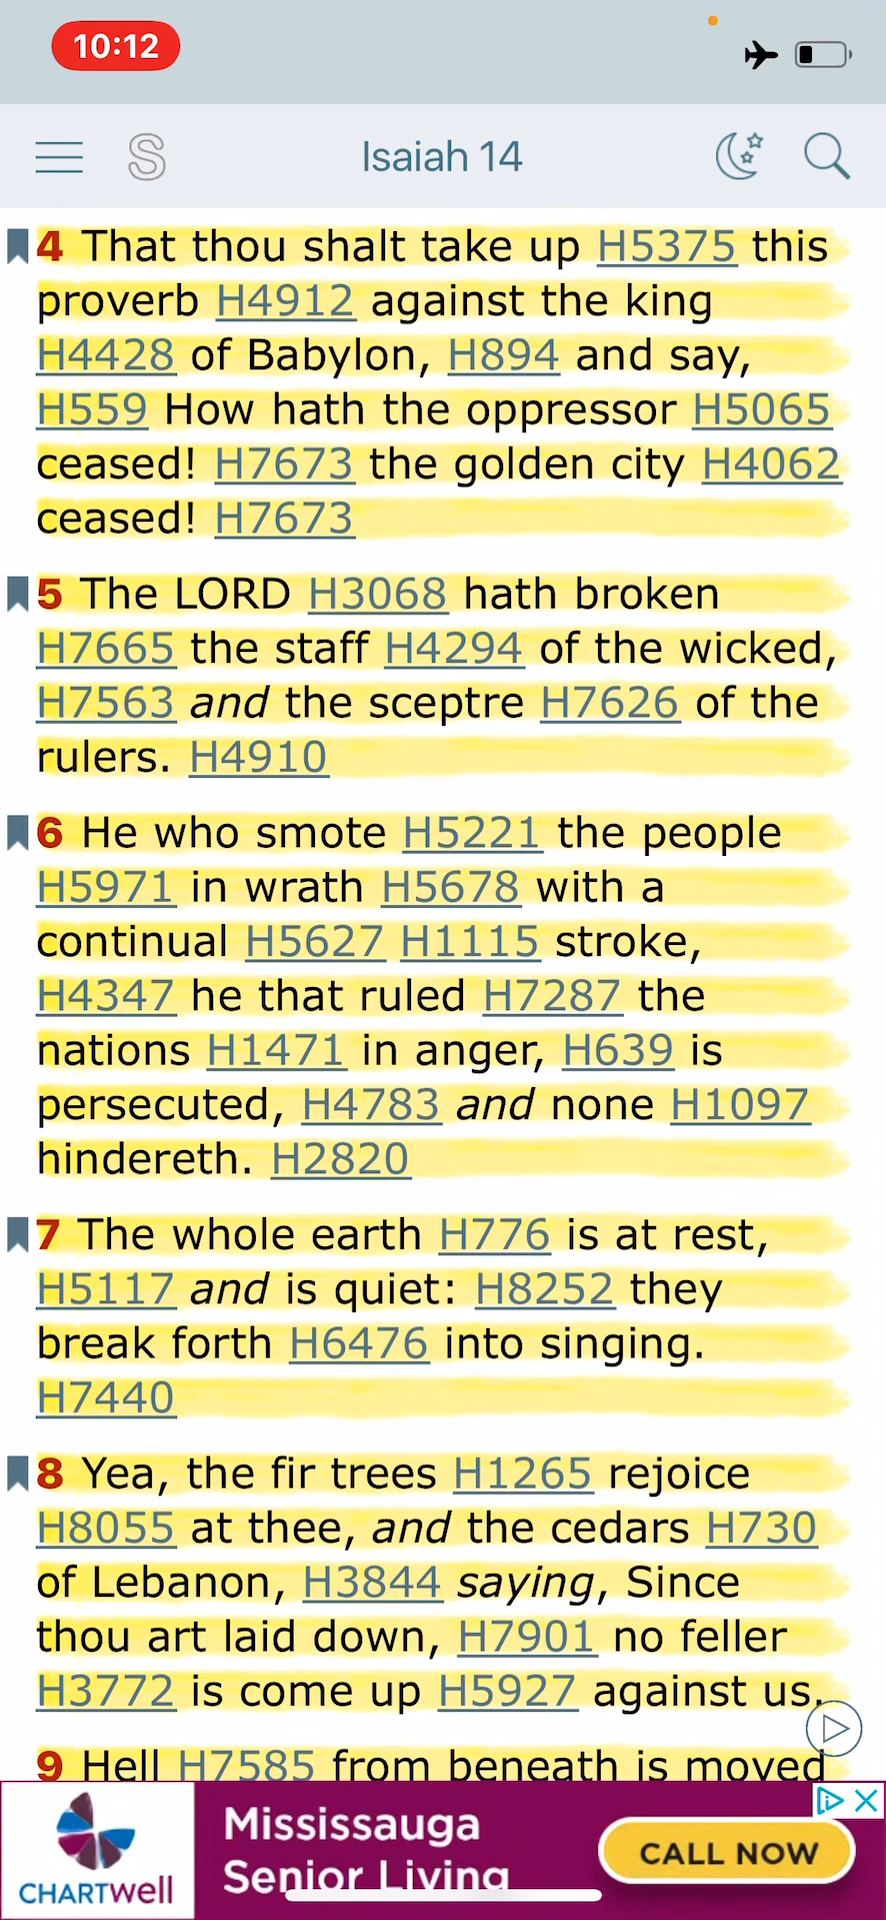 10:12
Isaiah 14
4 That thou shalt take up H5375 this
proverb H4912 against the king
H4428 of Babylon, H894 and say,
H559 How hath the oppressor H5065
ceased! H7673 the golden city H4062
ceased! H7673
5 The LORD H3068 hath broken
H7665 the staff H4294 of the wicked,
H7563 and the sceptre H7626 of the
rulers. H4910
6 He who smote H5221 the people
H5971 in wrath H5678 with a
continual H5627 H1115 stroke,
H4347 he that ruled H7287 the
nations H1471 in anger, H639 is
persecuted, H4783 and none H1097
hindereth. H2820
7 The whole earth H776 is at rest,
H5117 and is quiet: H8252 they
break forth H6476 into singing.
H7440
8 Yea, the fir trees H1265 rejoice
H8055 at thee, and the cedars H730
of Lebanon, H3844 saying, Since
thou art laid down, H7901 no feller
H3772 is come up H5927 against us.
9 Hell H7585 from beneath is moved
CHARTwell
Mississauga
Senior Living
CALL NOW